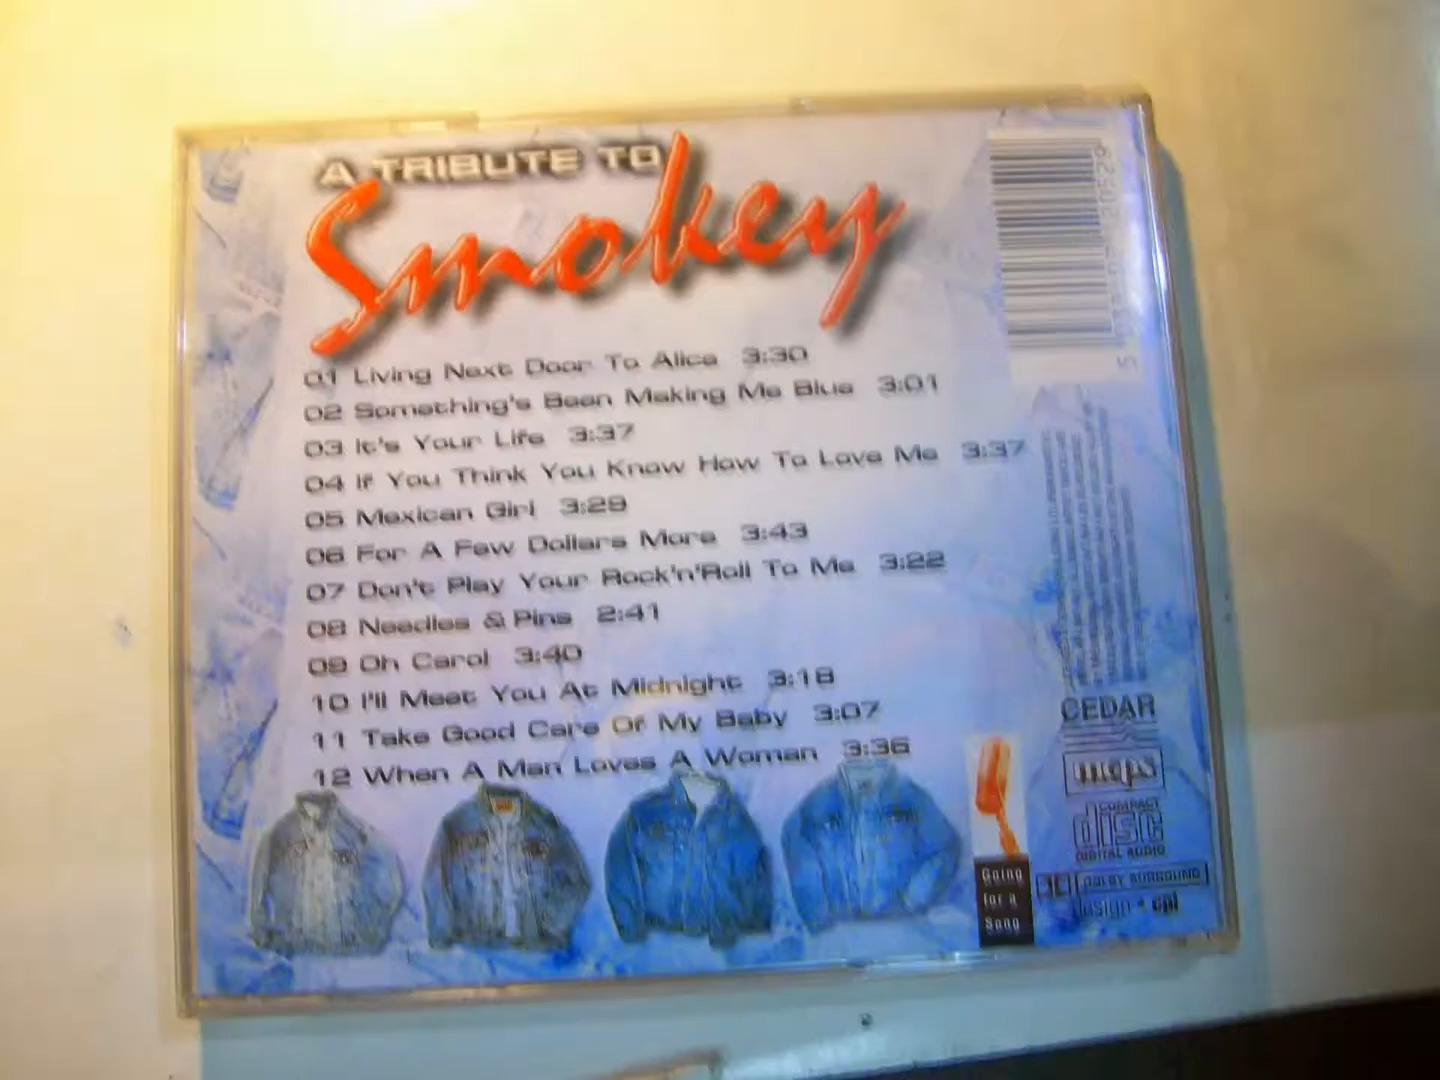 A TRIBUTE TO
Smokey
01 Living Next Door To Alice 3:30
02 Something's Been Making Me Blue 3:01
03 It's Your Life 3:37
04 If You Think You Know How To Love Me 3:37
05 Mexican Girl 3:29
06 For A Few Dollars More 3:43
07 Don't Play Your Rock'n'Roll To Me 3:22
08 Needles & Pins 2:41
09 Oh Carol 3:40
10 I'll Meet You At Midnight 3:18
11 Take Good Care Of My Baby 3:07
12 When A Man Loves A Woman 3:36
CEDAR
mcps
COMPACT
disc
DIGITAL AUDIO
DOLBY SURROUND
design • cpl
Going
for a
Song